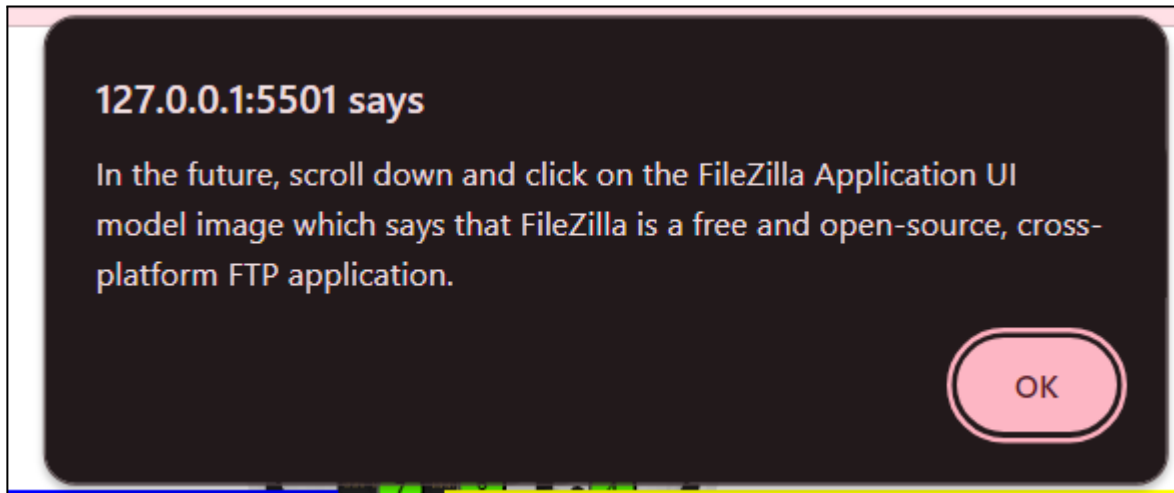 127.0.0.1:5501 says
In the future, scroll down and click on the FileZilla Application UI
model image which says that FileZilla is a free and open-source, cross-
platform FTP application.
OK